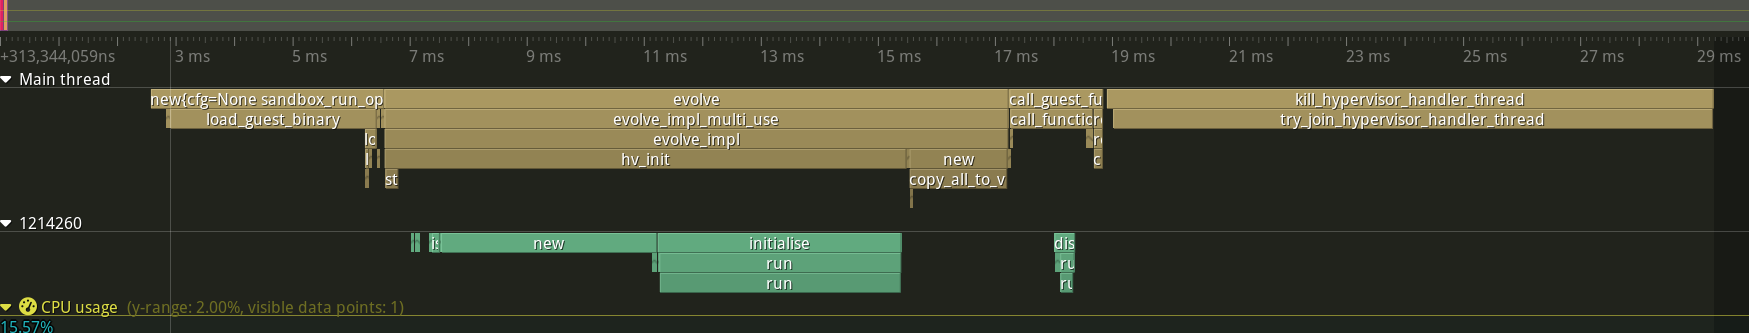 +313,344,059ns 3 ms 5 ms 7 ms 9 ms 11 ms 13 ms 15 ms 17 ms 19 ms 21 ms 23 ms 25 ms 27 ms 29 ms
Main thread
new{cfg=None sandbox_run_op evolve call_guest_fu kill_hypervisor_handler_thread
load_guest_binary evolve_impl_multi_use call_function try_join_hypervisor_handler_thread
lc evolve_impl re
l hv_init new c
st copy_all_to_v
1214260
is new initialise dis
run ru
run ru
CPU usage (y-range: 2.00%, visible data points: 1)
15.57%